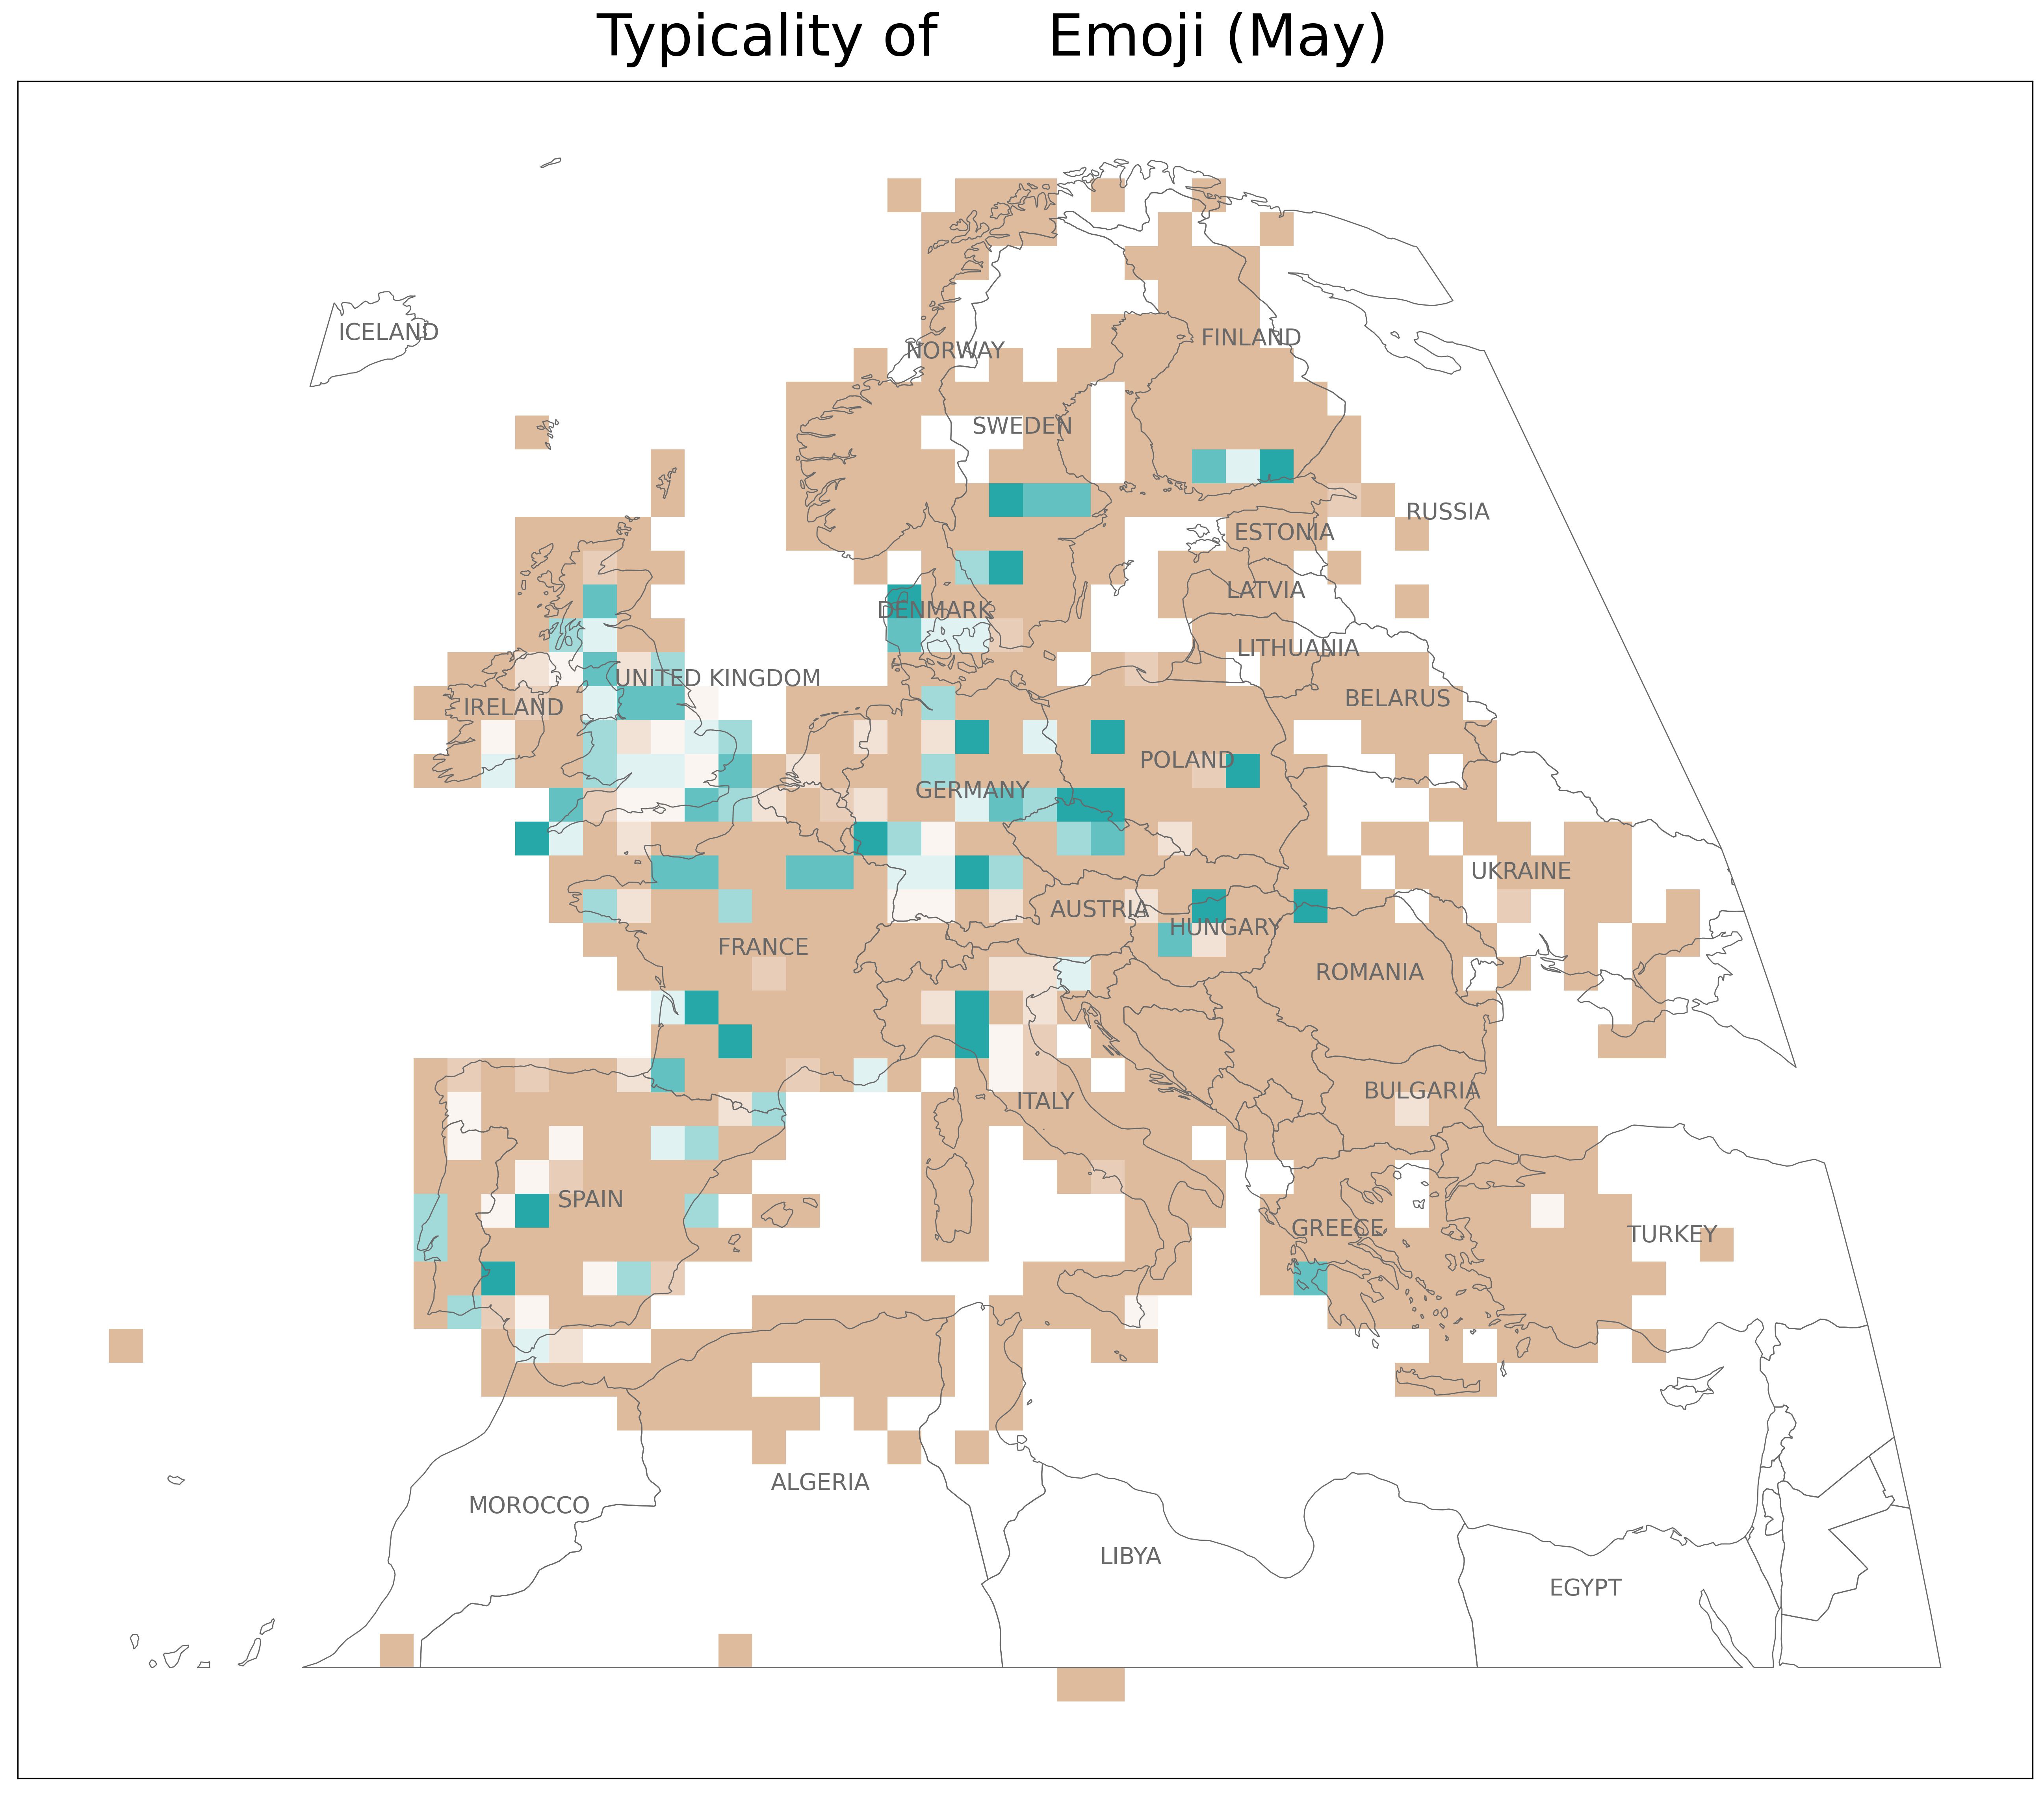 Typicality of Emoji (May)
ICELAND
NORWAY
FINLAND
SWEDEN
RUSSIA
ESTONIA
LATVIA
DENMARK
LITHUANIA
UNITED KINGDOM
BELARUS
IRELAND
POLAND
GERMANY
UKRAINE
AUSTRIA
HUNGARY
FRANCE
ROMANIA
BULGARIA
ITALY
SPAIN
GREECE
TURKEY
ALGERIA
MOROCCO
LIBYA
EGYPT